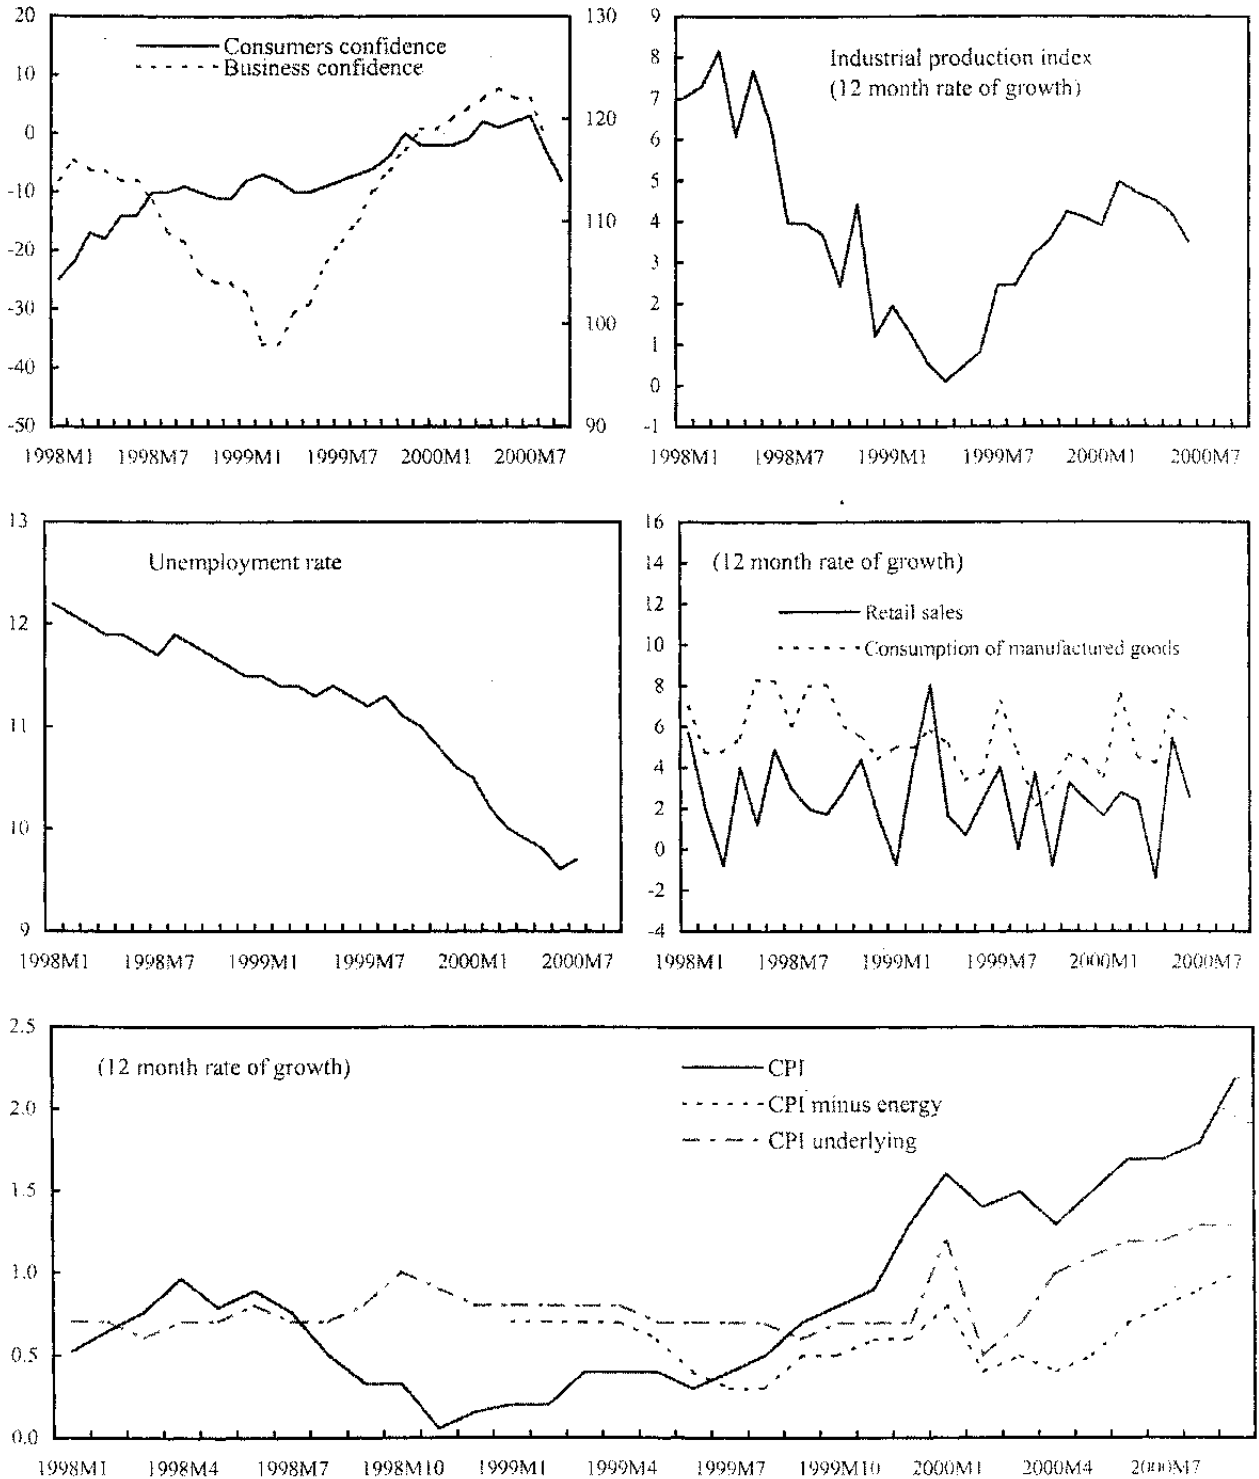 20
10
0
-10
-20
-30
-40
-50
130
120
110
100
90
Consumers confidence
Business confidence
1998M1 1998M7 1999M1 1999M7 2000M1 2000M7
9
8
7
6
5
4
3
2
1
0
-1
Industrial production index
(12 month rate of growth)
1998M1 1998M7 1999M1 1999M7 2000M1 2000M7
13
12
11
10
9
Unemployment rate
1998M1 1998M7 1999M1 1999M7 2000M1 2000M7
16
14
12
10
8
6
4
2
0
-2
-4
(12 month rate of growth)
Retail sales
Consumption of manufactured goods
1998M1 1998M7 1999M1 1999M7 2000M1 2000M7
2.5
2.0
1.5
1.0
0.5
0.0
(12 month rate of growth)
CPI
CPI minus energy
CPI underlying
1998M1 1998M4 1998M7 1998M10 1999M1 1999M4 1999M7 1999M10 2000M1 2000M4 2000M7